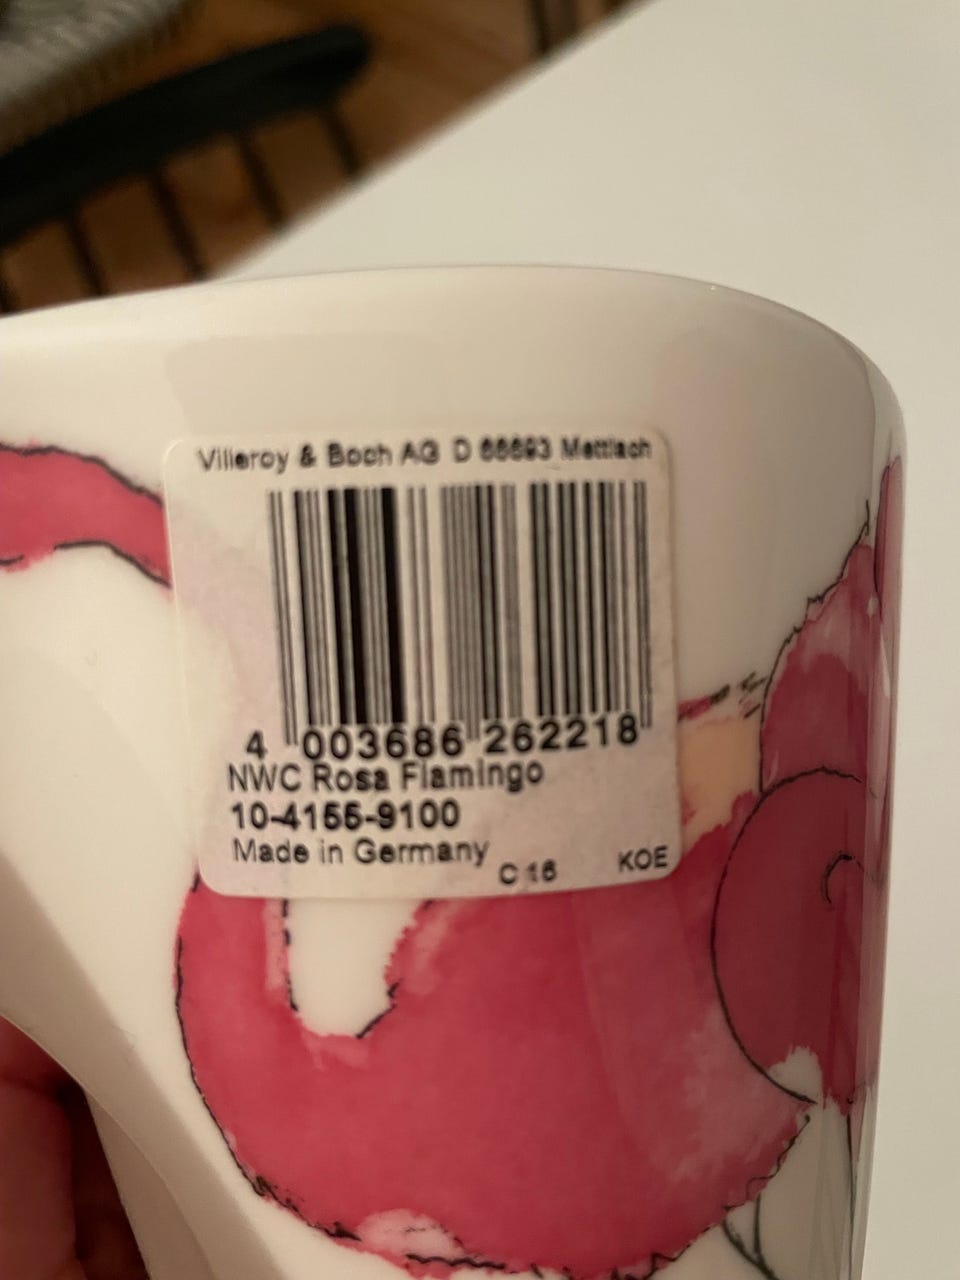 Villeroy & Boch AG D 66693 Mettlach
4 003686 262218
NWC Rosa Flamingo
10-4155-9100
Made in Germany
C 16 KOE